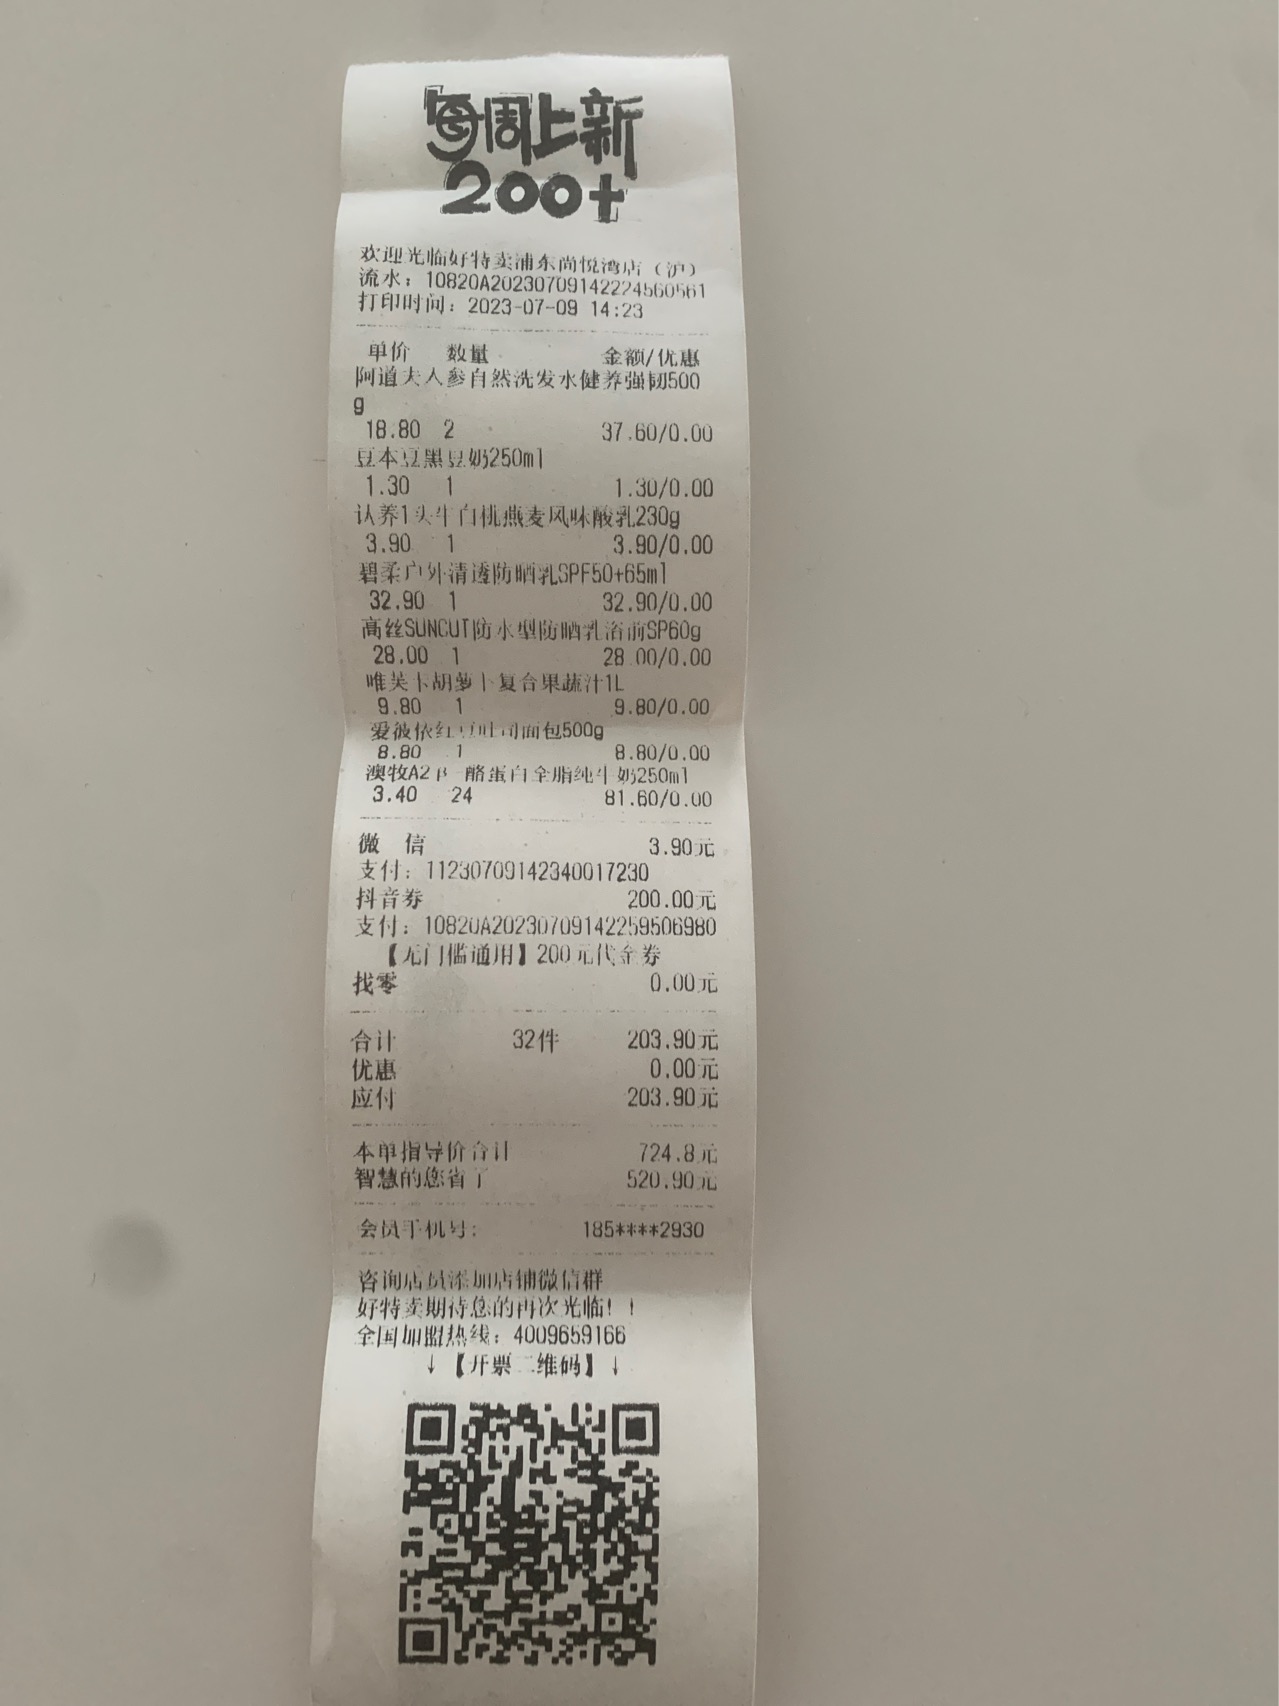 每周上新
200+
欢迎光临好特卖浦东尚悦湾店（沪）
流水：10820A202307091422245​60561
打印时间：2023-07-09 14:23
单价 数量 金额/优惠
阿道夫人参自然洗发水健养强韧500
g
18.80 2 37.60/0.00
豆本豆黑豆奶250ml
1.30 1 1.30/0.00
认养1头牛白桃燕麦风味酸乳230g
3.90 1 3.90/0.00
碧柔户外清透防晒乳SPF50+65ml
32.90 1 32.90/0.00
高丝SUNCUT防水型防晒乳浴前SP60g
28.00 1 28.00/0.00
唯芙卡胡萝卜复合果蔬汁1L
9.80 1 9.80/0.00
爱彼依红豆吐司面包500g
8.80 1 8.80/0.00
澳牧A2 β-酪蛋白全脂纯牛奶250ml
3.40 24 81.60/0.00
微 信 3.90元
支付：11230709142340017230
抖音券 200.00元
支付：10820A20230709142259506980
【无门槛通用】200元代金券
找零 0.00元
合计 32件 203.90元
优惠 0.00元
应付 203.90元
本单指导价合计 724.8元
智慧的您省了 520.90元
会员手机号： 185****2930
咨询店员添加店铺微信群
好特卖期待您的再次光临！！
全国加盟热线：4009659166
↓【开票二维码】↓